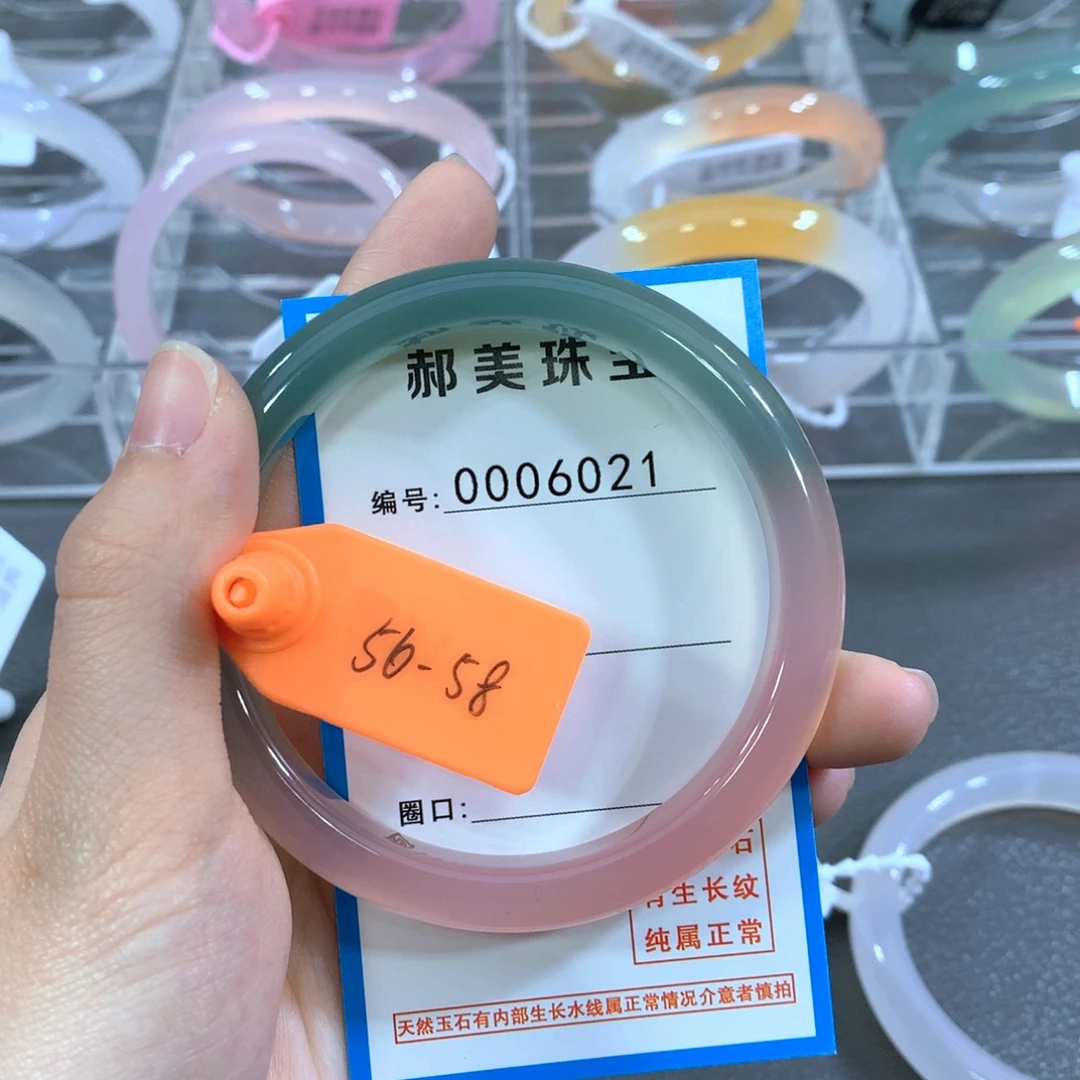 郝美珠宝
编号: 0006021
56-58
圈口:
石
有生长纹
纯属正常
天然玉石有内部生长水线属正常情况介意者慎拍